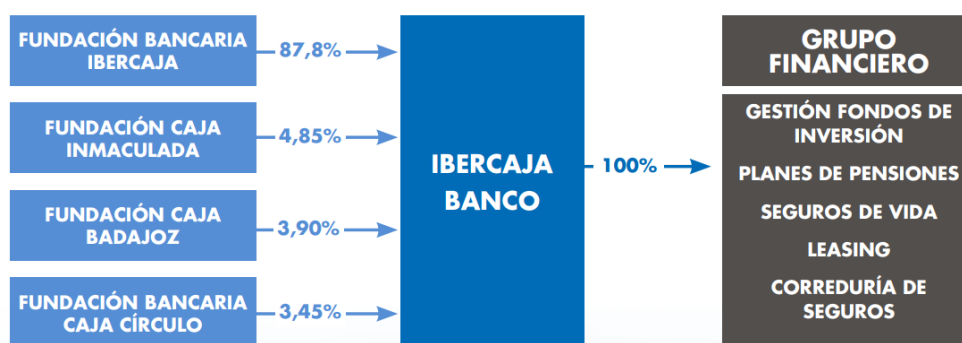 FUNDACIÓN BANCARIA
IBERCAJA
87,8%
FUNDACIÓN CAJA
INMACULADA
4,85%
FUNDACIÓN CAJA
BADAJOZ
3,90%
FUNDACIÓN BANCARIA
CAJA CÍRCULO
3,45%
IBERCAJA
BANCO
100%
GRUPO
FINANCIERO
GESTIÓN FONDOS DE
INVERSIÓN
PLANES DE PENSIONES
SEGUROS DE VIDA
LEASING
CORREDURÍA DE
SEGUROS